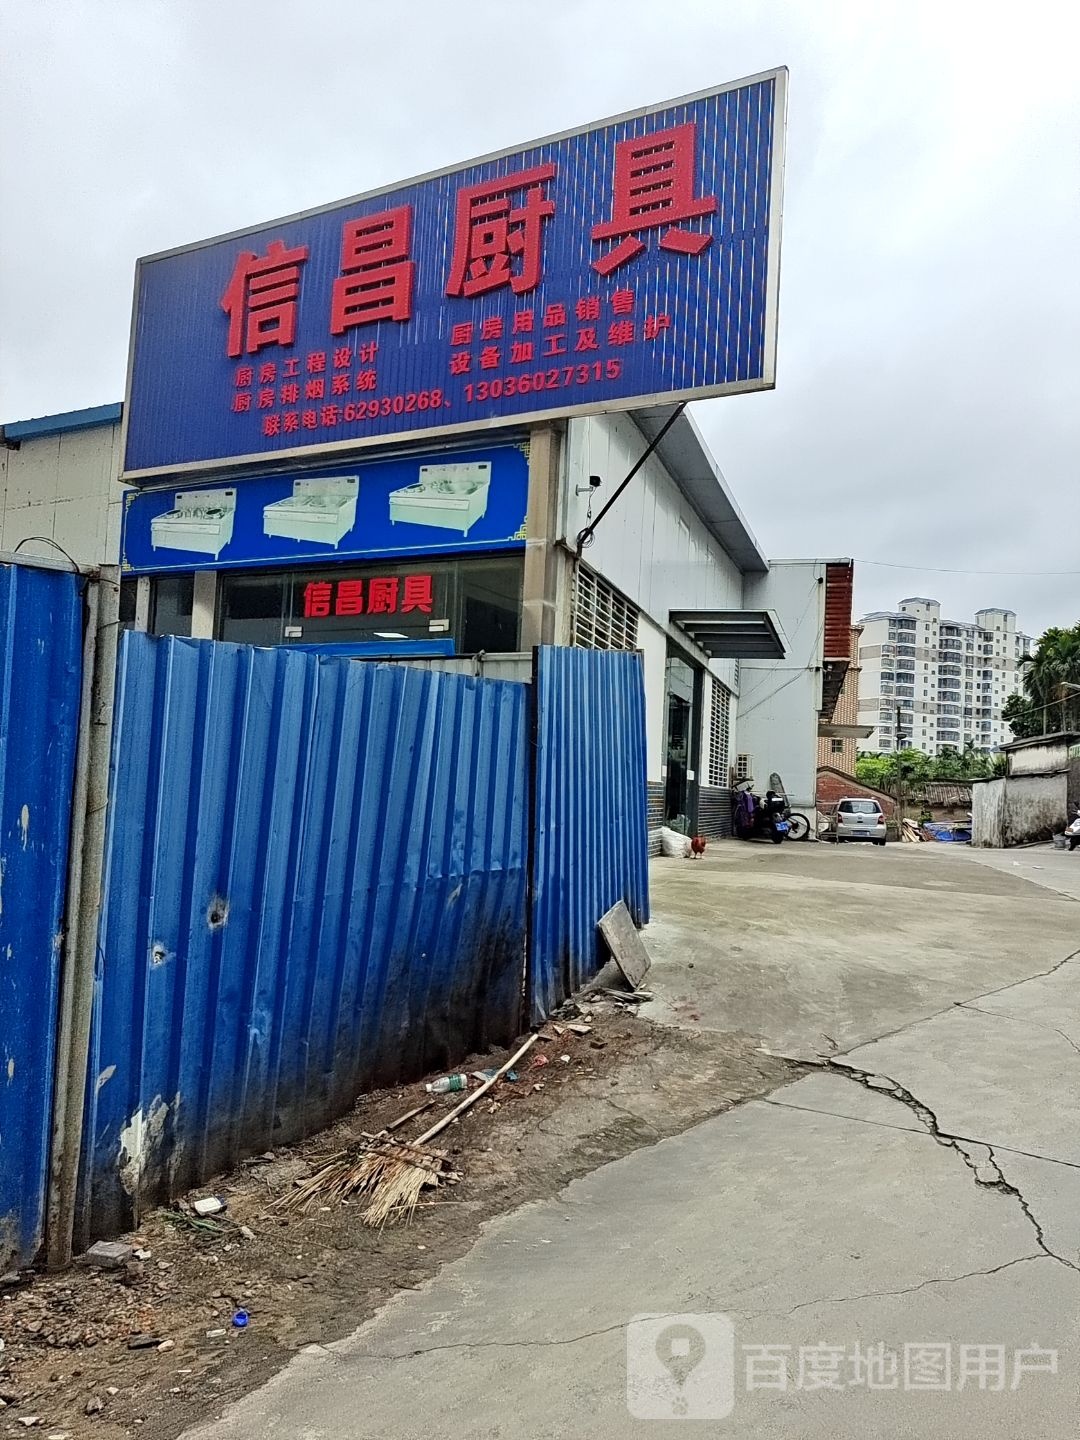 信昌厨具
厨房工程设计 厨房用品销售
厨房排烟系统 设备加工及维护
联系电话:62930268、13036027315
信昌厨具
百度地图用户